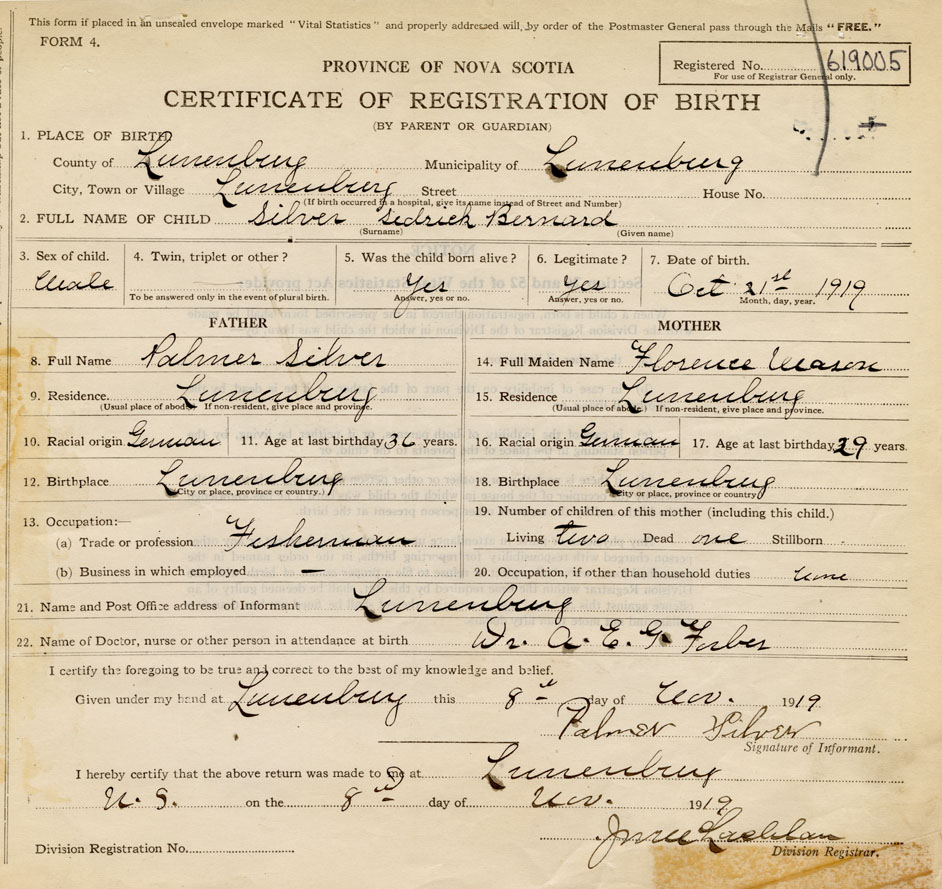 This form if placed in an unsealed envelope marked "Vital Statistics" and properly addressed will, by order of the Postmaster General pass through the Mails "FREE."
FORM 4.
Registered No. 619005
For use of Registrar General only.
PROVINCE OF NOVA SCOTIA
CERTIFICATE OF REGISTRATION OF BIRTH
(BY PARENT OR GUARDIAN)
1. PLACE OF BIRTH
County of Lunenburg Municipality of Lunenburg
City, Town or Village Lunenburg Street House No.
(If birth occurred in a hospital, give its name instead of Street and Number)
2. FULL NAME OF CHILD Silver Sedrick Bernard
(Surname) (Given name)
3. Sex of child. 4. Twin, triplet or other? 5. Was the child born alive? 6. Legitimate? 7. Date of birth.
Male Yes Yes Oct 21st 1919
To be answered only in the event of plural birth. Answer, yes or no. Answer, yes or no. Month, day, year.
FATHER MOTHER
8. Full Name Palmer Silver 14. Full Maiden Name Florence Meason
9. Residence. Lunenburg 15. Residence Lunenburg
(Usual place of abode. If non-resident, give place and province. (Usual place of abode.) If non-resident, give place and province.
10. Racial origin German 11. Age at last birthday 36 years. 16. Racial origin German 17. Age at last birthday 29 years.
12. Birthplace Lunenburg 18. Birthplace Lunenburg
(City or place, province or country.) (City or place, province or country)
13. Occupation:— 19. Number of children of this mother (including this child.)
(a) Trade or profession Fisherman Living two Dead one Stillborn
(b) Business in which employed — 20. Occupation, if other than household duties None
21. Name and Post Office address of Informant Lunenburg
22. Name of Doctor, nurse or other person in attendance at birth Dr. A. E. G. Forber
I certify the foregoing to be true and correct to the best of my knowledge and belief.
Given under my hand at Lunenburg this 8th day of Nov. 1919
Palmer Silver
Signature of Informant.
I hereby certify that the above return was made to me at Lunenburg
N. S. on the 8th day of Nov. 1919
Division Registration No. Division Registrar.